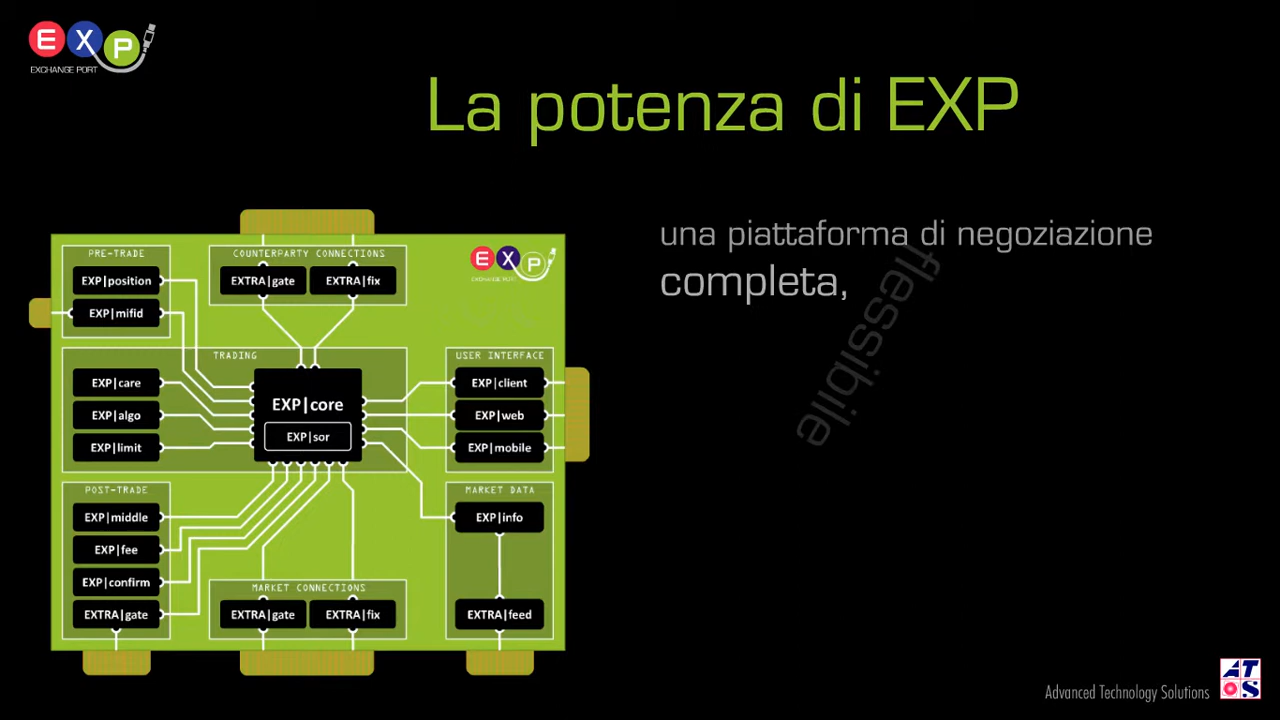 EXP
EXCHANGE PORT
La potenza di EXP
una piattaforma di negoziazione
completa,
flessibile
PRE-TRADE
EXP|position
EXP|mifid
COUNTERPARTY CONNECTIONS
EXTRA|gate
EXTRA|fix
EXP
EXCHANGE PORT
TRADING
EXP|care
EXP|algo
EXP|limit
EXP|core
EXP|sor
USER INTERFACE
EXP|client
EXP|web
EXP|mobile
POST-TRADE
EXP|middle
EXP|fee
EXP|confirm
EXTRA|gate
MARKET CONNECTIONS
EXTRA|gate
EXTRA|fix
MARKET DATA
EXP|info
EXTRA|feed
Advanced Technology Solutions
ATOS